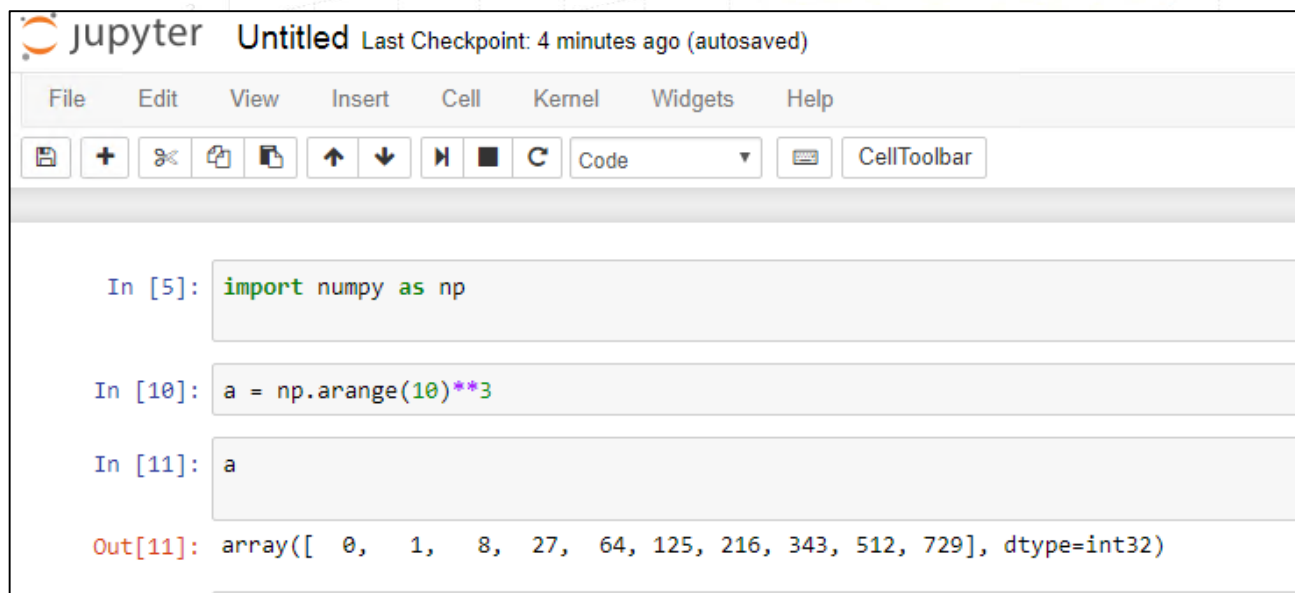 jupyter Untitled Last Checkpoint: 4 minutes ago (autosaved)
File Edit View Insert Cell Kernel Widgets Help
Code CellToolbar
In [5]: import numpy as np
In [10]: a = np.arange(10)**3
In [11]: a
Out[11]: array([  0,   1,   8,  27,  64, 125, 216, 343, 512, 729], dtype=int32)